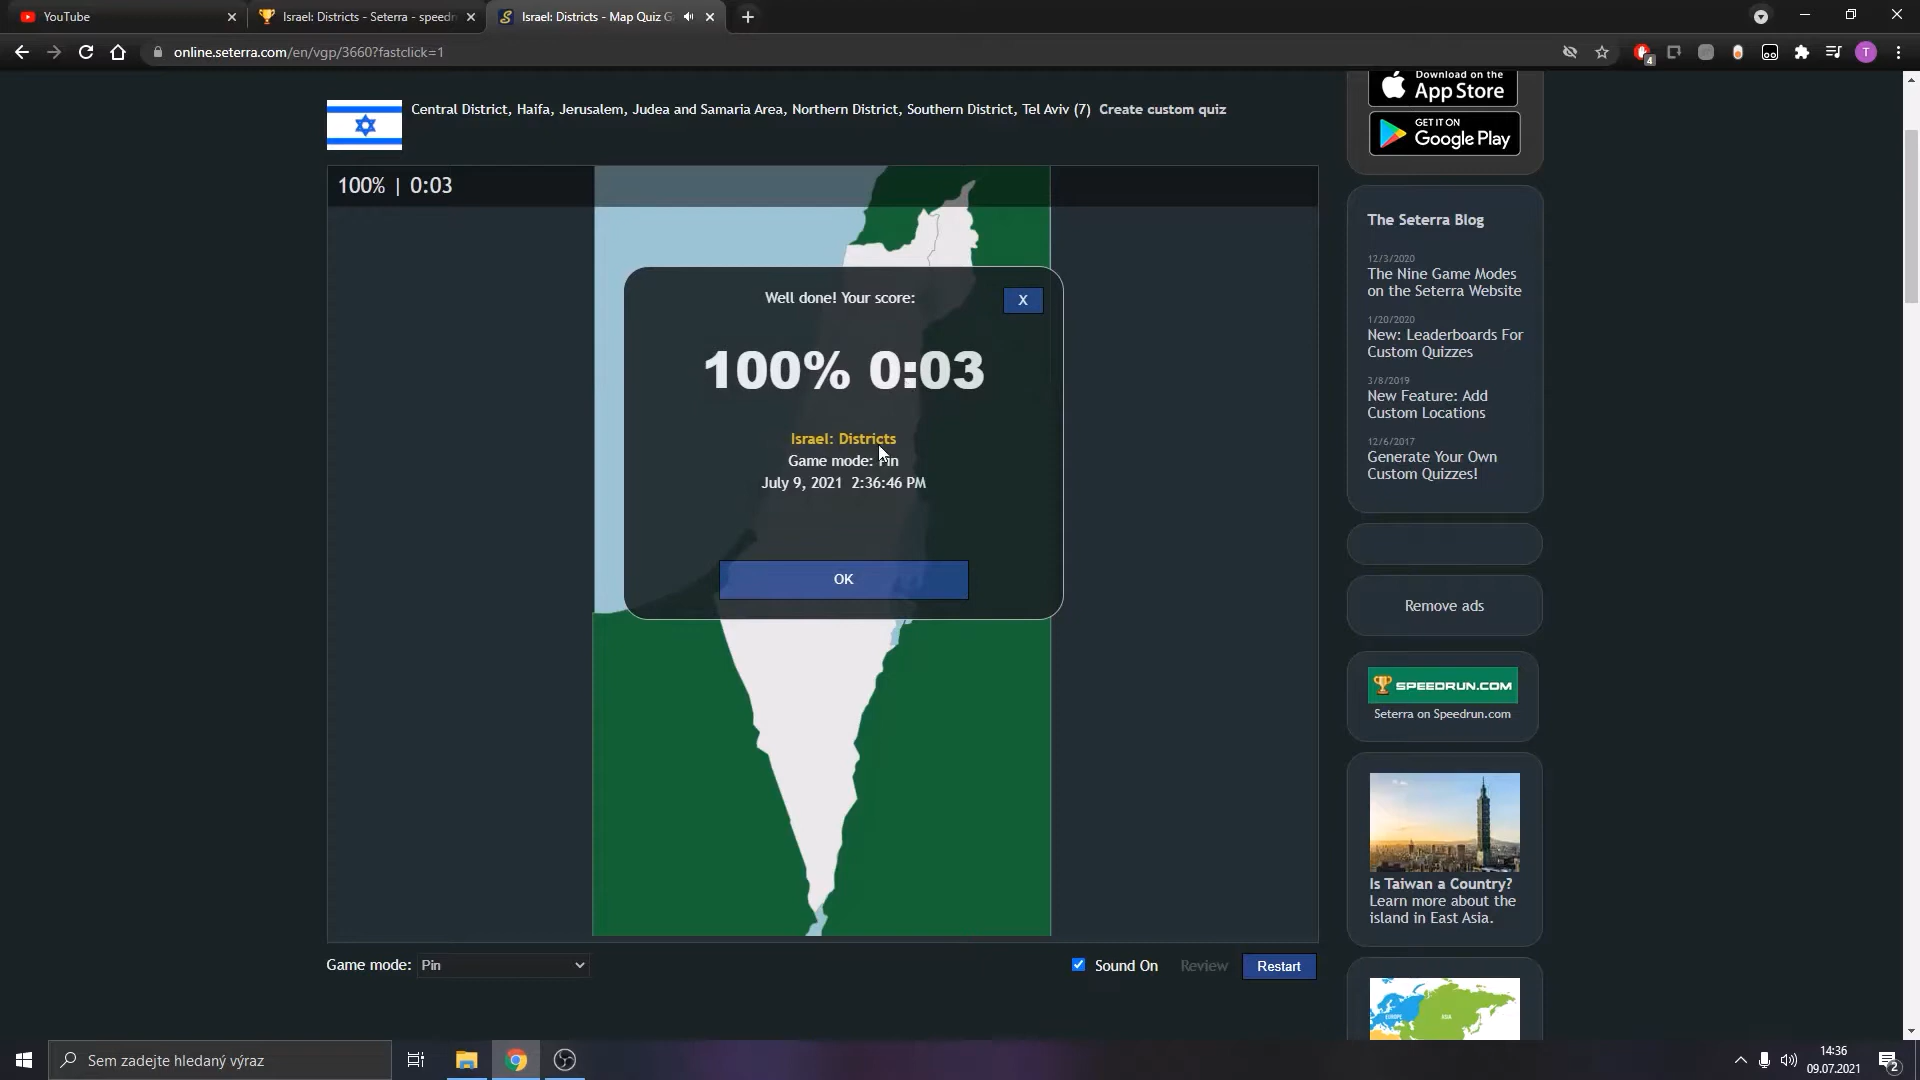 YouTube
Israel: Districts - Seterra - speedr
Israel: Districts - Map Quiz G
online.seterra.com/en/vgp/3660?fastclick=1
4
T
Central District, Haifa, Jerusalem, Judea and Samaria Area, Northern District, Southern District, Tel Aviv (7) Create custom quiz
100% | 0:03
Well done! Your score:
X
100% 0:03
Israel: Districts
Game mode: Pin
July 9, 2021 2:36:46 PM
OK
Game mode: Pin
Sound On
Review
Restart
Download on the
App Store
GET IT ON
Google Play
The Seterra Blog
12/3/2020
The Nine Game Modes
on the Seterra Website
1/20/2020
New: Leaderboards For
Custom Quizzes
3/8/2019
New Feature: Add
Custom Locations
12/6/2017
Generate Your Own
Custom Quizzes!
Remove ads
SPEEDRUN.COM
Seterra on Speedrun.com
Is Taiwan a Country?
Learn more about the
island in East Asia.
EUROPE
ASIA
Sem zadejte hledaný výraz
14:36
09.07.2021
2